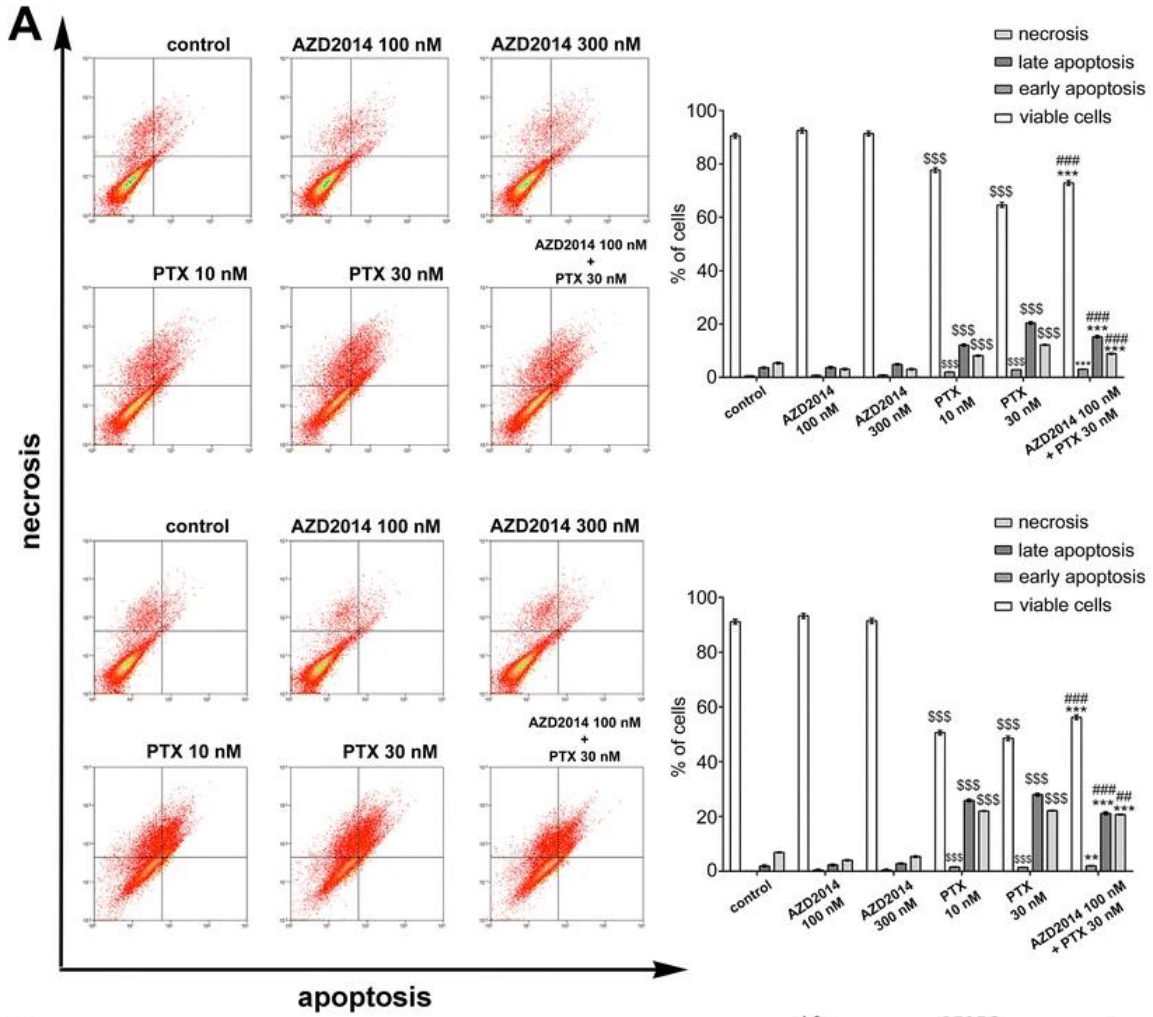 A
necrosis
apoptosis
control
AZD2014 100 nM
AZD2014 300 nM
PTX 10 nM
PTX 30 nM
AZD2014 100 nM
+
PTX 30 nM
control
AZD2014 100 nM
AZD2014 300 nM
PTX 10 nM
PTX 30 nM
AZD2014 100 nM
+
PTX 30 nM
necrosis
late apoptosis
early apoptosis
viable cells
% of cells
100
80
60
40
20
0
$$$
$$$
$$$
$$$
$$$
$$$
$$$
$$$
###
***
***
###
***
###
***
control
AZD2014
100 nM
AZD2014
300 nM
PTX
10 nM
PTX
30 nM
AZD2014 100 nM
+ PTX 30 nM
necrosis
late apoptosis
early apoptosis
viable cells
% of cells
100
80
60
40
20
0
$$$
$$$
$$$
$$$
$$$
$$$
$$$
$$$
###
***
**
###
***
##
***
control
AZD2014
100 nM
AZD2014
300 nM
PTX
10 nM
PTX
30 nM
AZD2014 100 nM
+ PTX 30 nM